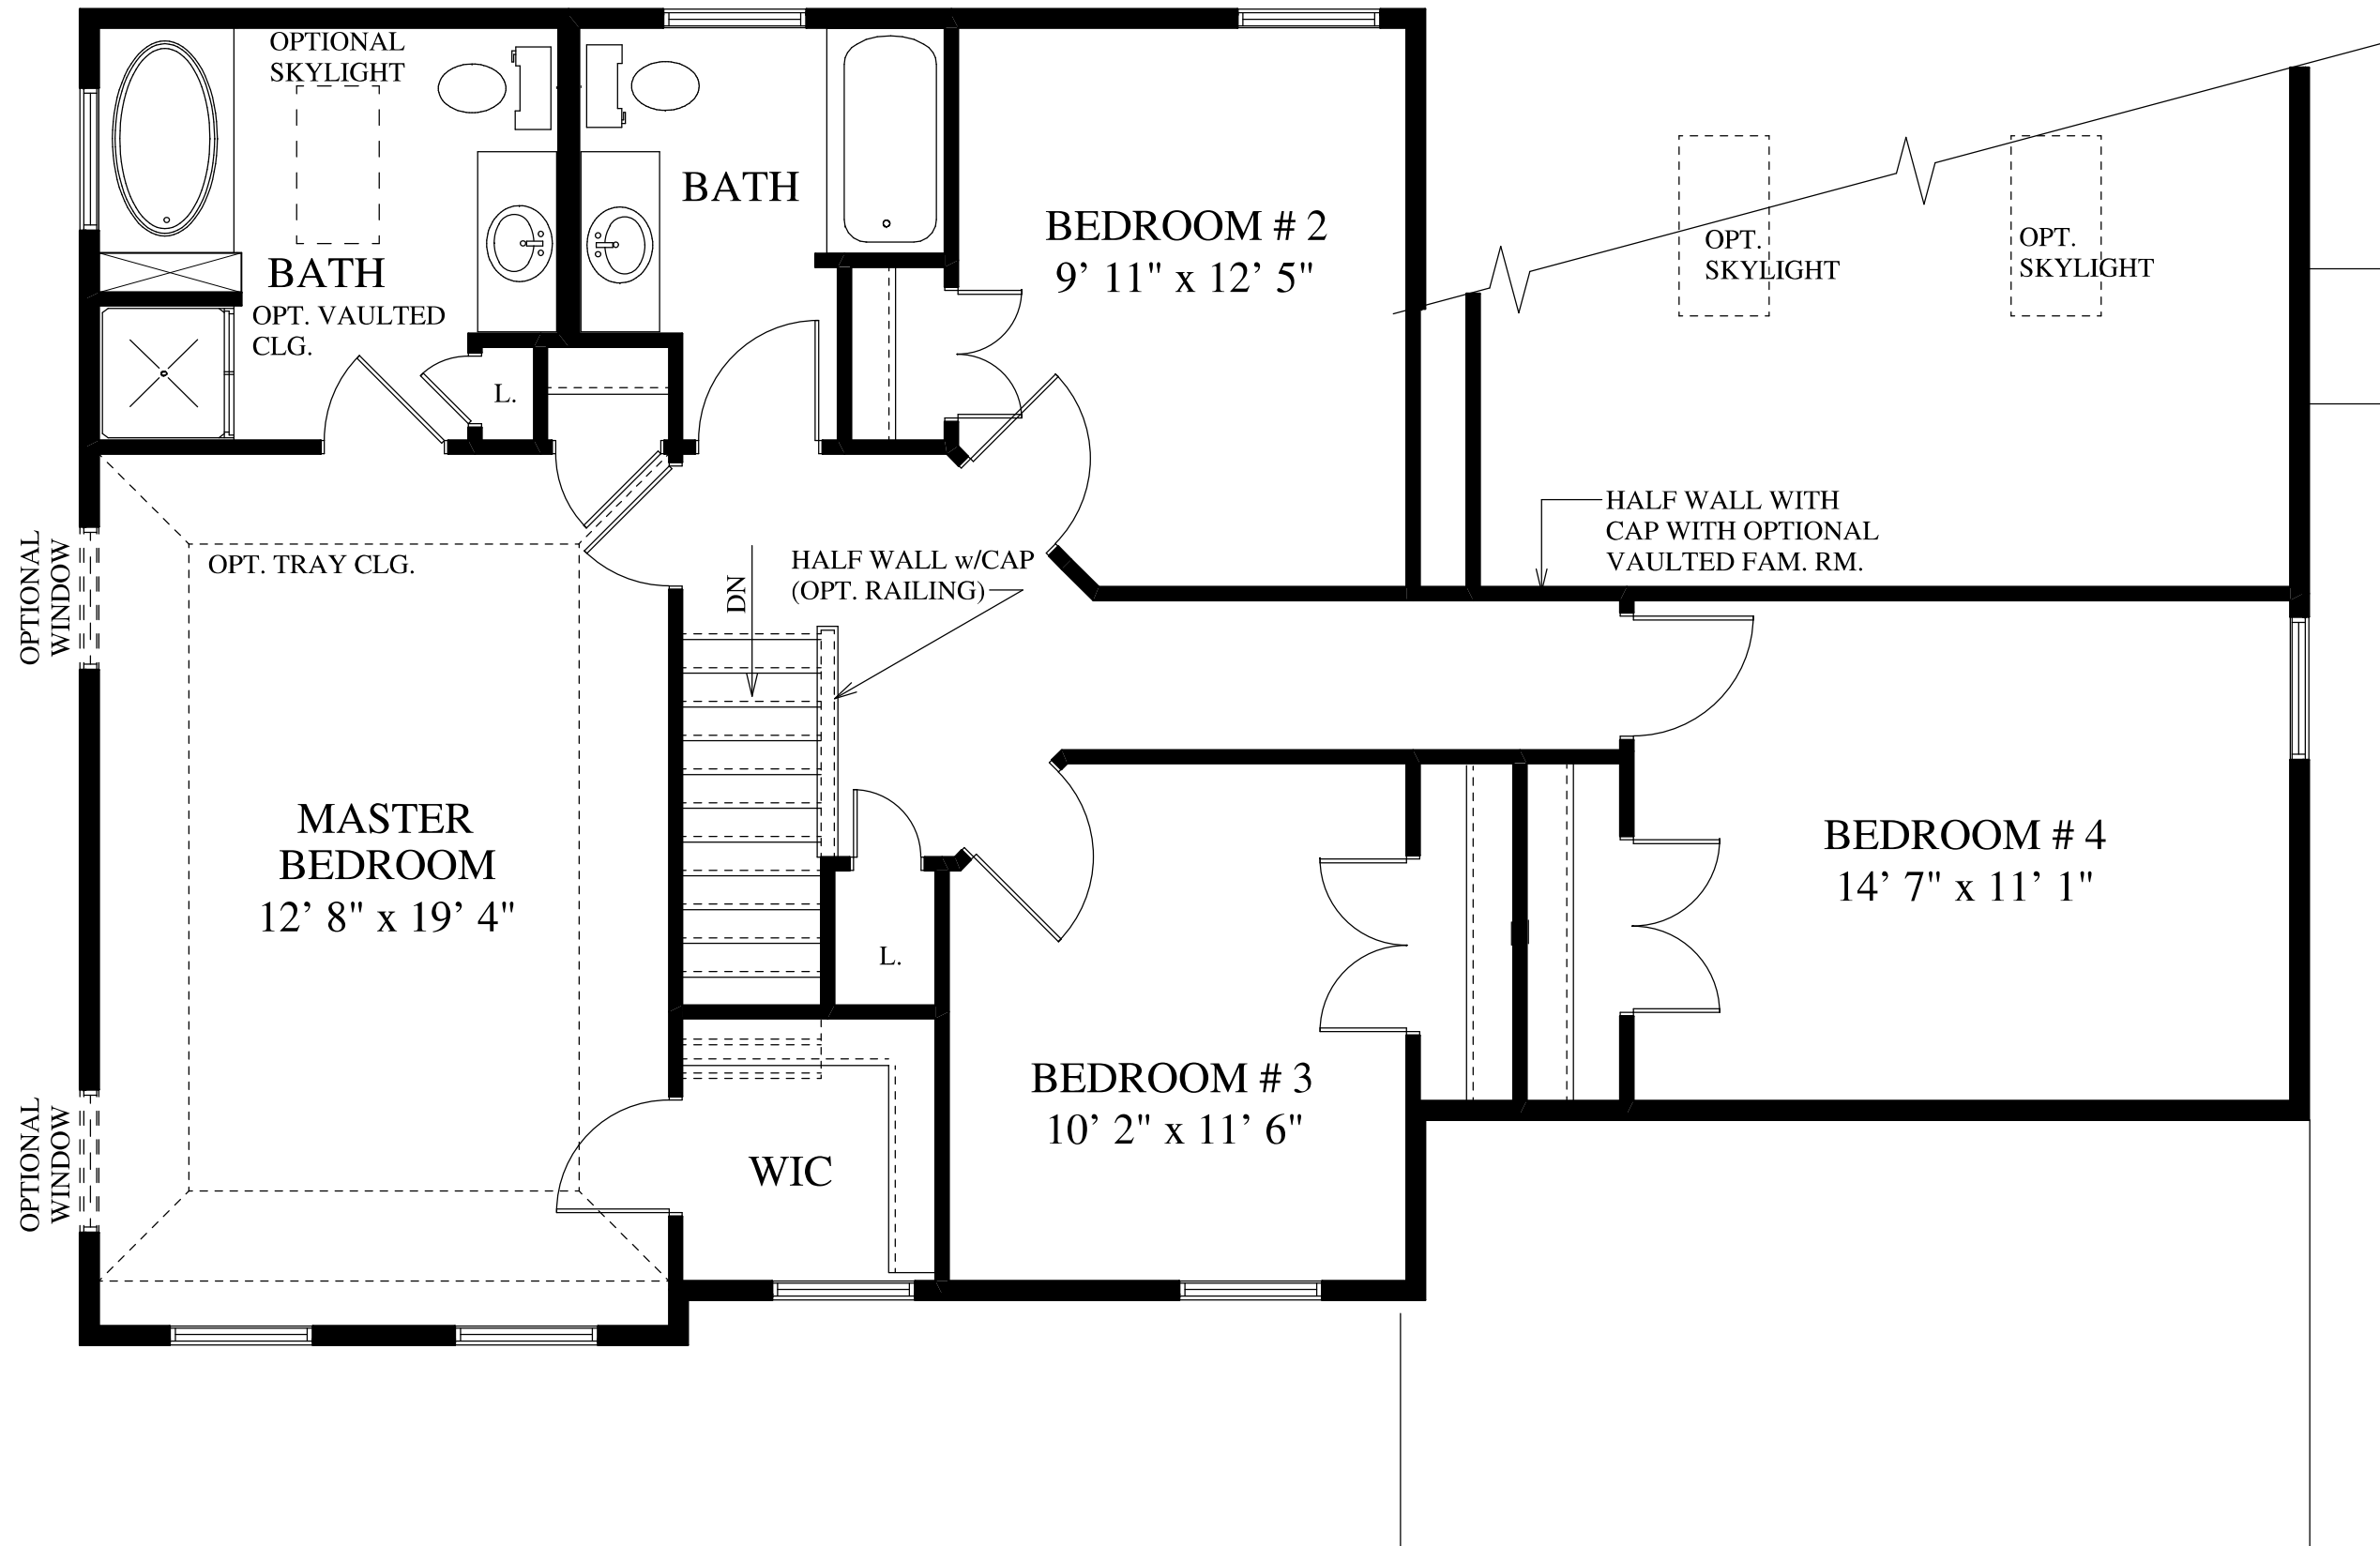 OPTIONAL
SKYLIGHT
BATH
OPT. VAULTED
CLG.
L.
BATH
BEDROOM # 2
9’ 11" x 12’ 5"
OPT.
SKYLIGHT
OPT.
SKYLIGHT
HALF WALL WITH
CAP WITH OPTIONAL
VAULTED FAM. RM.
OPTIONAL
WINDOW
OPT. TRAY CLG.
DN
HALF WALL w/CAP
(OPT. RAILING)
MASTER
BEDROOM
12’ 8" x 19’ 4"
L.
BEDROOM # 4
14’ 7" x 11’ 1"
BEDROOM # 3
10’ 2" x 11’ 6"
WIC
OPTIONAL
WINDOW